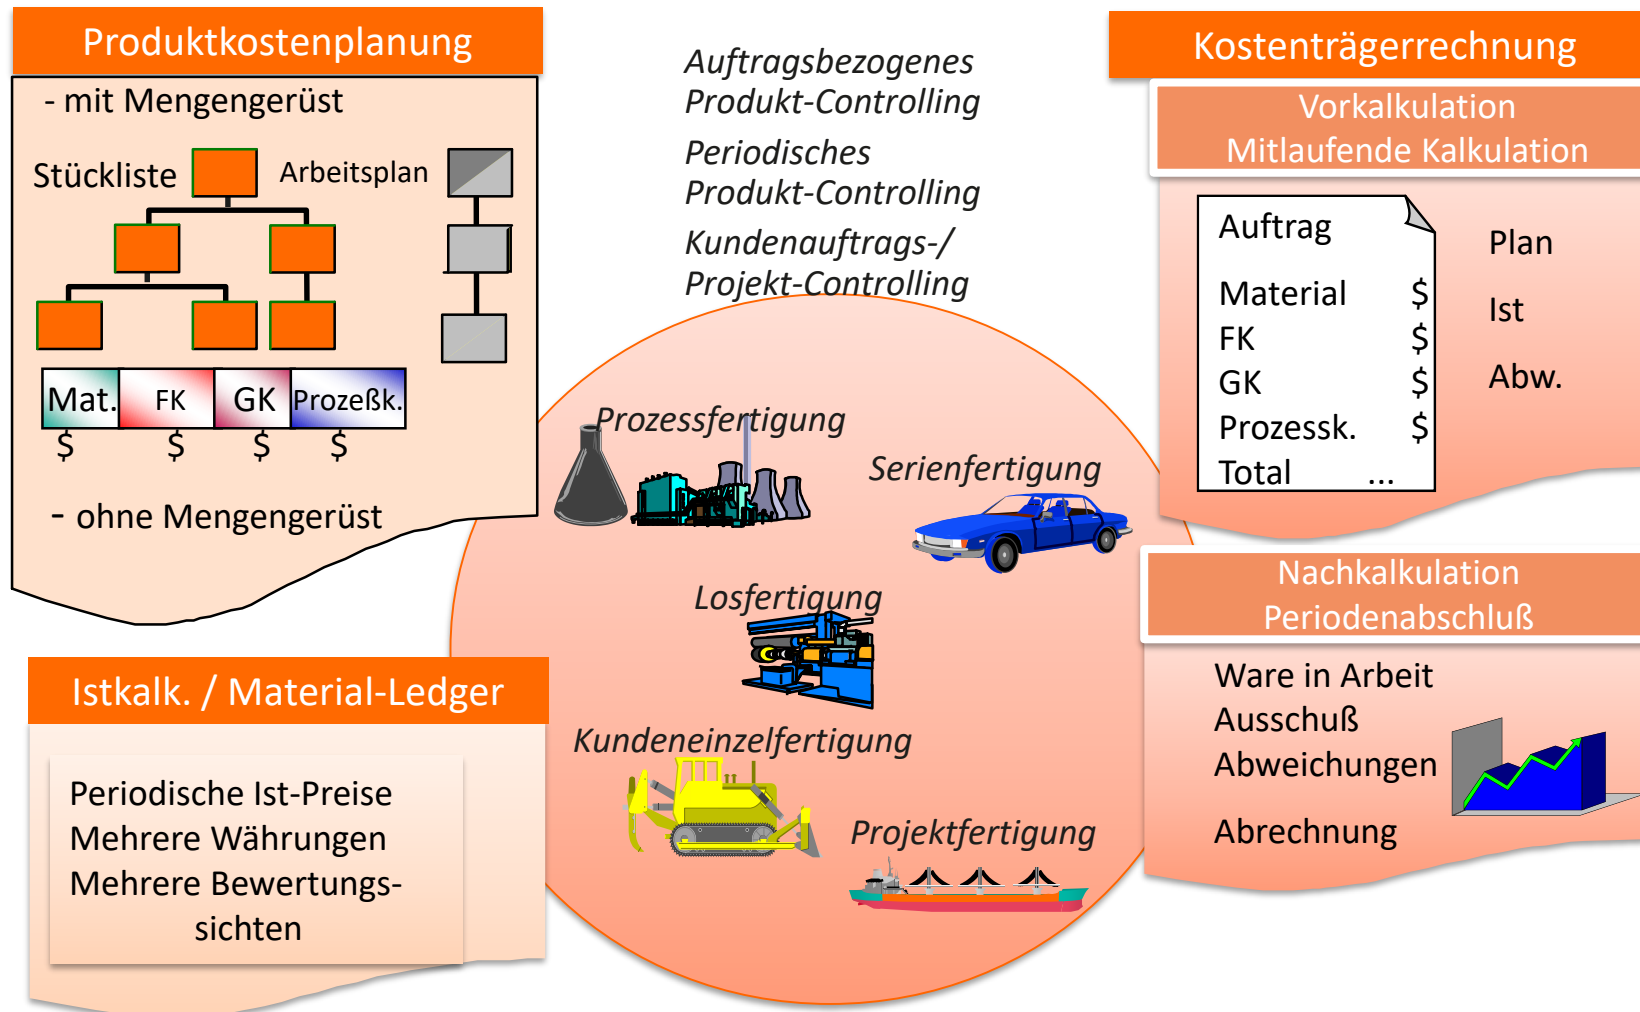 Produktkostenplanung
- mit Mengengerüst
Stückliste
Arbeitsplan
Mat.
FK
GK
Prozeßk.
$ $ $ $
- ohne Mengengerüst
Istkalk. / Material-Ledger
Periodische Ist-Preise
Mehrere Währungen
Mehrere Bewertungs-
sichten
Auftragsbezogenes
Produkt-Controlling
Periodisches
Produkt-Controlling
Kundenauftrags-/
Projekt-Controlling
Prozessfertigung
Serienfertigung
Losfertigung
Kundeneinzelfertigung
Projektfertigung
Kostenträgerrechnung
Vorkalkulation
Mitlaufende Kalkulation
Auftrag
Material $
FK $
GK $
Prozessk. $
Total ...
Plan
Ist
Abw.
Nachkalkulation
Periodenabschluß
Ware in Arbeit
Ausschuß
Abweichungen
Abrechnung